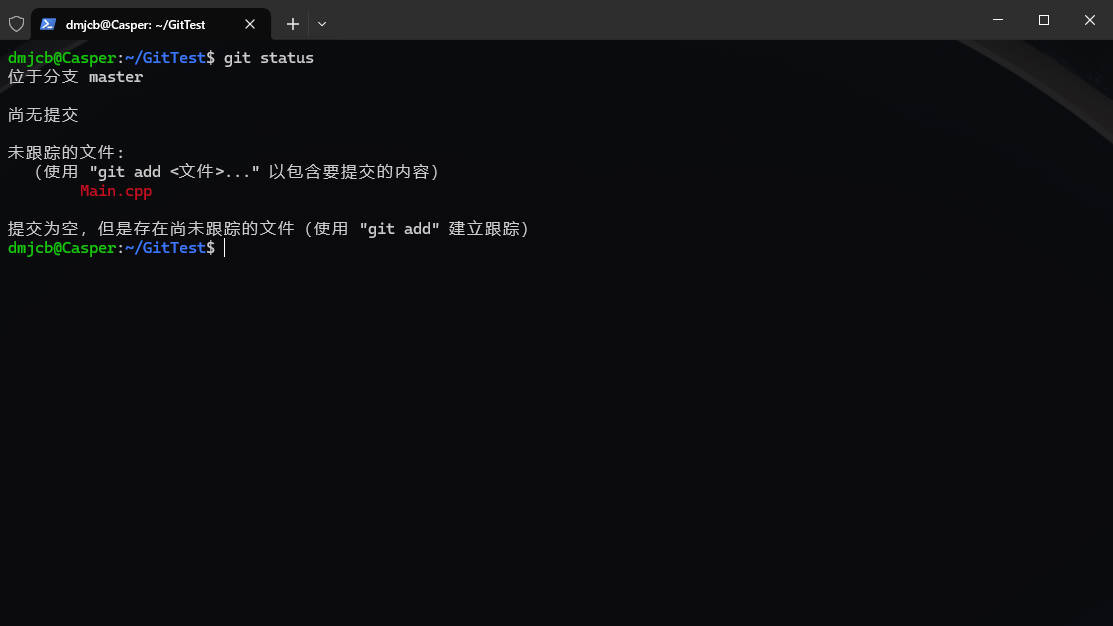 dmjcb@Casper: ~/GitTest
dmjcb@Casper:~/GitTest$ git status
位于分支 master
尚无提交
未跟踪的文件:
（使用 "git add <文件>..." 以包含要提交的内容）
Main.cpp
提交为空，但是存在尚未跟踪的文件（使用 "git add" 建立跟踪）
dmjcb@Casper:~/GitTest$